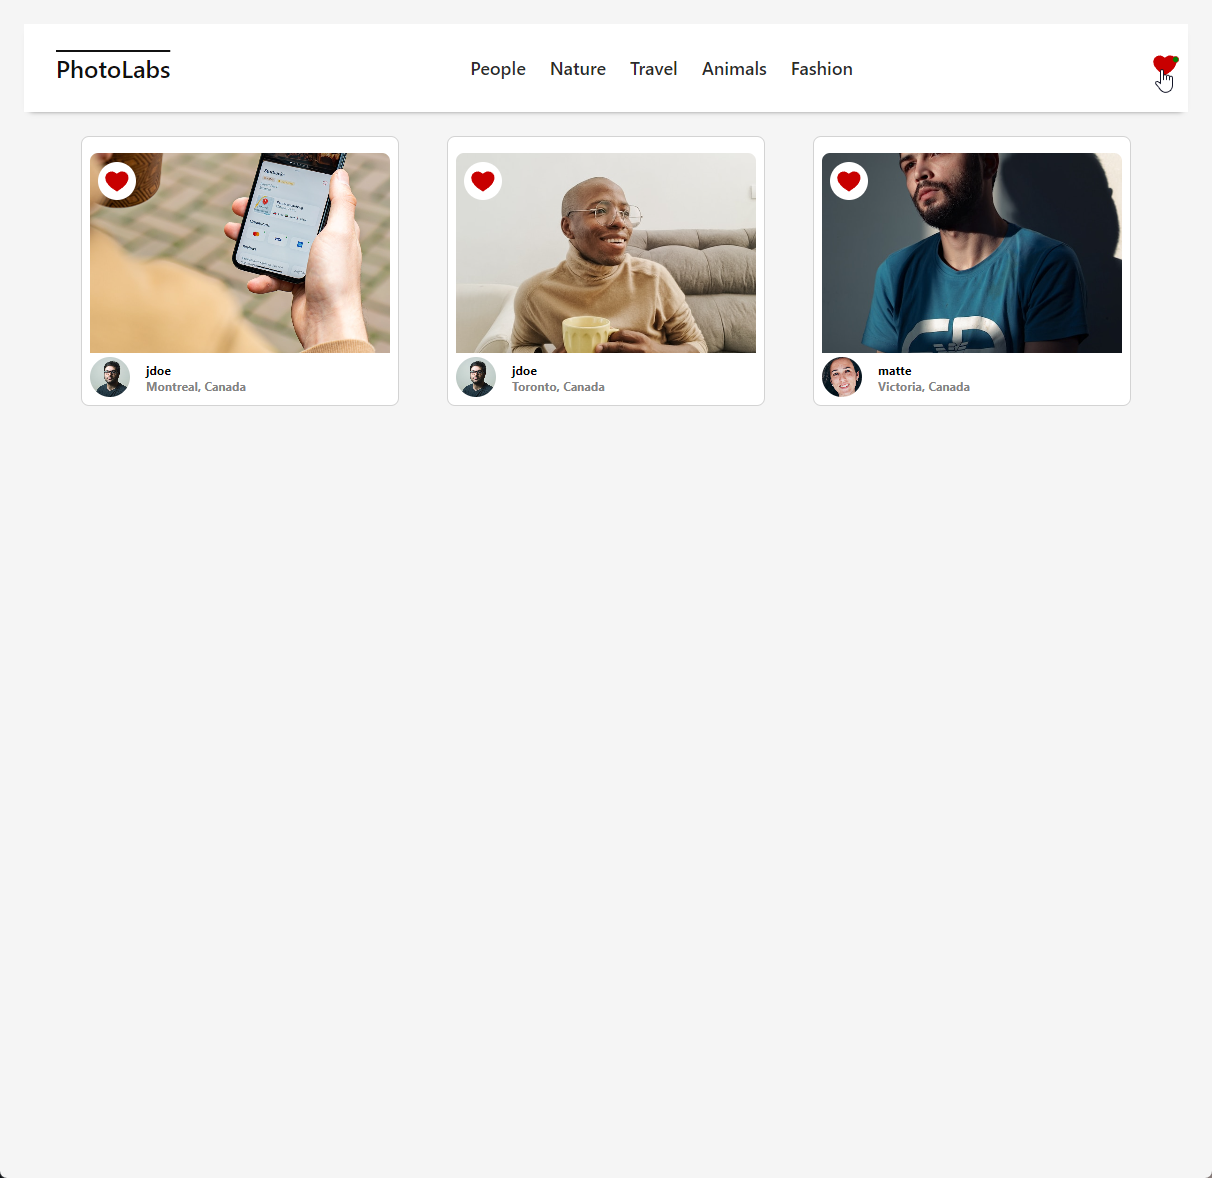 PhotoLabs
People Nature Travel Animals Fashion
jdoe
Montreal, Canada
jdoe
Toronto, Canada
matte
Victoria, Canada